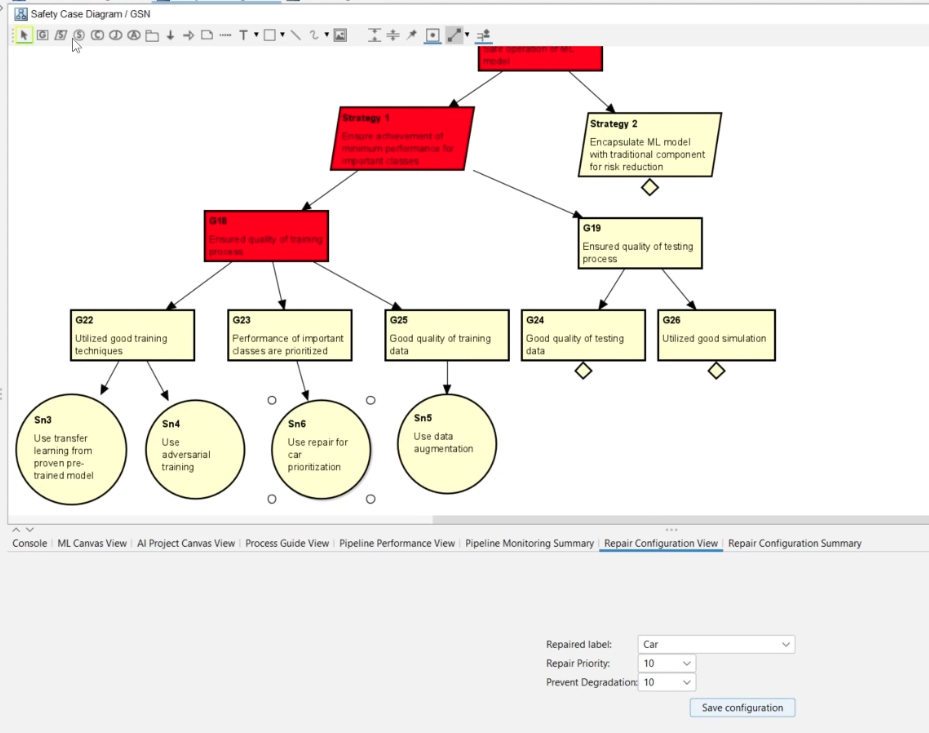 Safety Case Diagram / GSN
G
S
S
C
J
A
T
safe operation of ML
model
Strategy 1
Ensure achievement of
minimum performance for
important classes
Strategy 2
Encapsulate ML model
with traditional component
for risk reduction
G18
Ensured quality of training
process
G19
Ensured quality of testing
process
G22
Utilized good training
techniques
G23
Performance of important
classes are prioritized
G25
Good quality of training
data
G24
Good quality of testing
data
G26
Utilized good simulation
Sn3
Use transfer
learning from
proven pre-
trained model
Sn4
Use
adversarial
training
Sn6
Use repair for
car
prioritization
Sn5
Use data
augmentation
Console ML Canvas View AI Project Canvas View Process Guide View Pipeline Performance View Pipeline Monitoring Summary Repair Configuration View Repair Configuration Summary
Repaired label: Car
Repair Priority: 10
Prevent Degradation: 10
Save configuration